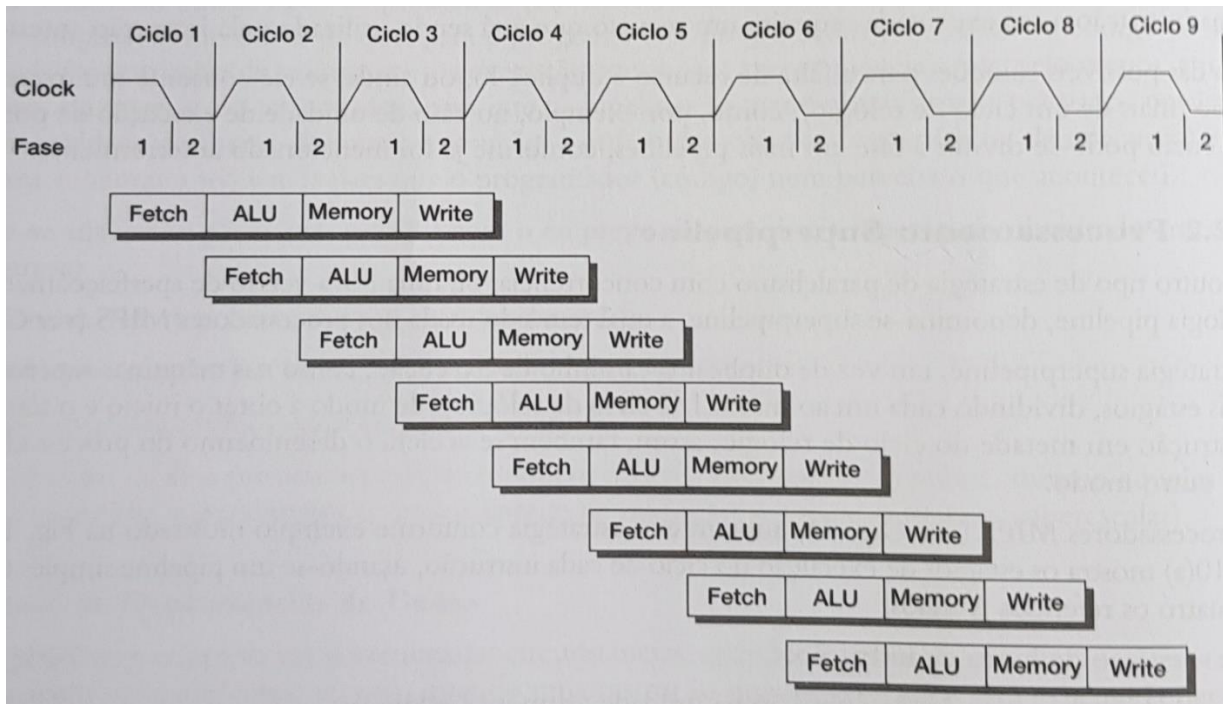 Ciclo 1 Ciclo 2 Ciclo 3 Ciclo 4 Ciclo 5 Ciclo 6 Ciclo 7 Ciclo 8 Ciclo 9
Clock
Fase 1 2 1 2 1 2 1 2 1 2 1 2 1 2 1 2 1 2
Fetch ALU Memory Write
Fetch ALU Memory Write
Fetch ALU Memory Write
Fetch ALU Memory Write
Fetch ALU Memory Write
Fetch ALU Memory Write
Fetch ALU Memory Write
Fetch ALU Memory Write